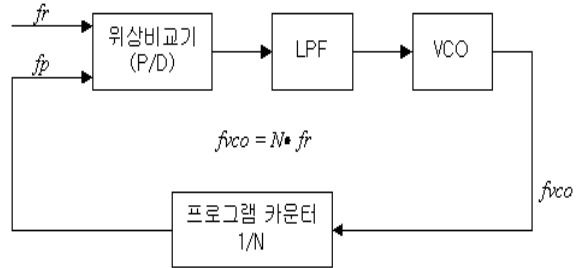 fr
fp
위상비교기
(P/D)
LPF
VCO
fvco = N• fr
fvco
프로그램 카운터
1/N